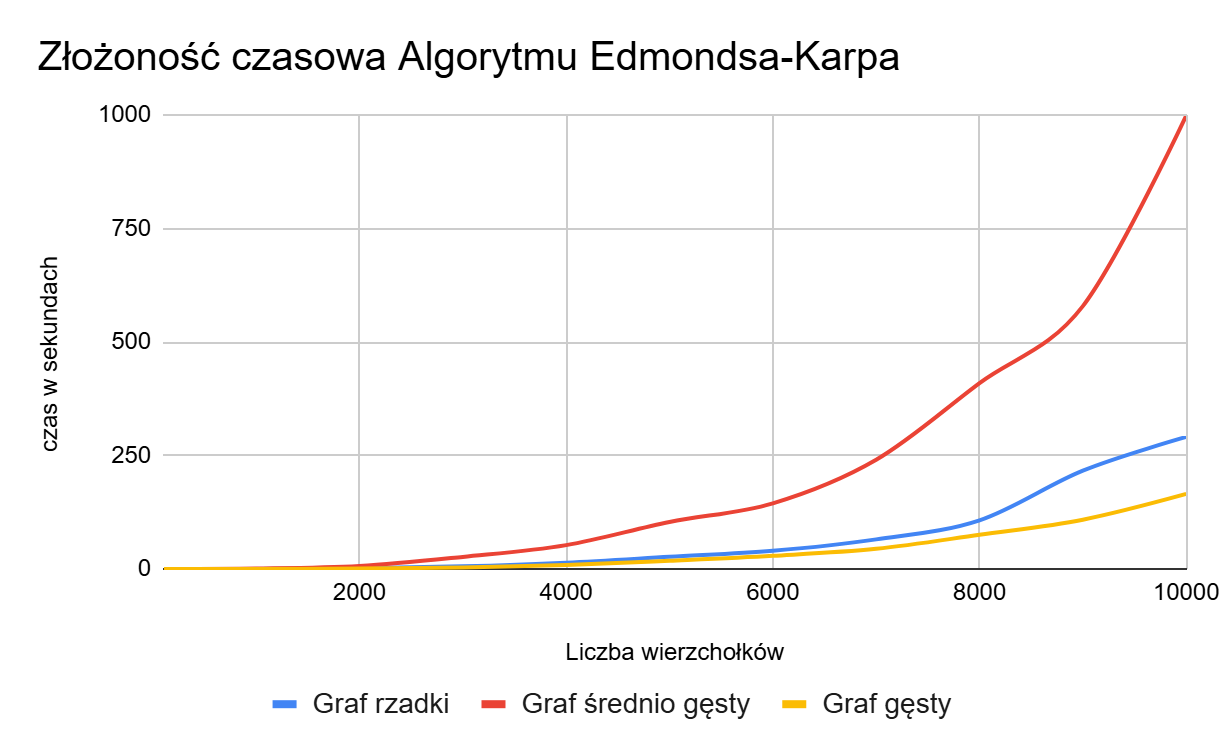 Złożoność czasowa Algorytmu Edmondsa-Karpa
1000
750
500
250
0
czas w sekundach
2000 4000 6000 8000 10000
Liczba wierzchołków
Graf rzadki Graf średnio gęsty Graf gęsty